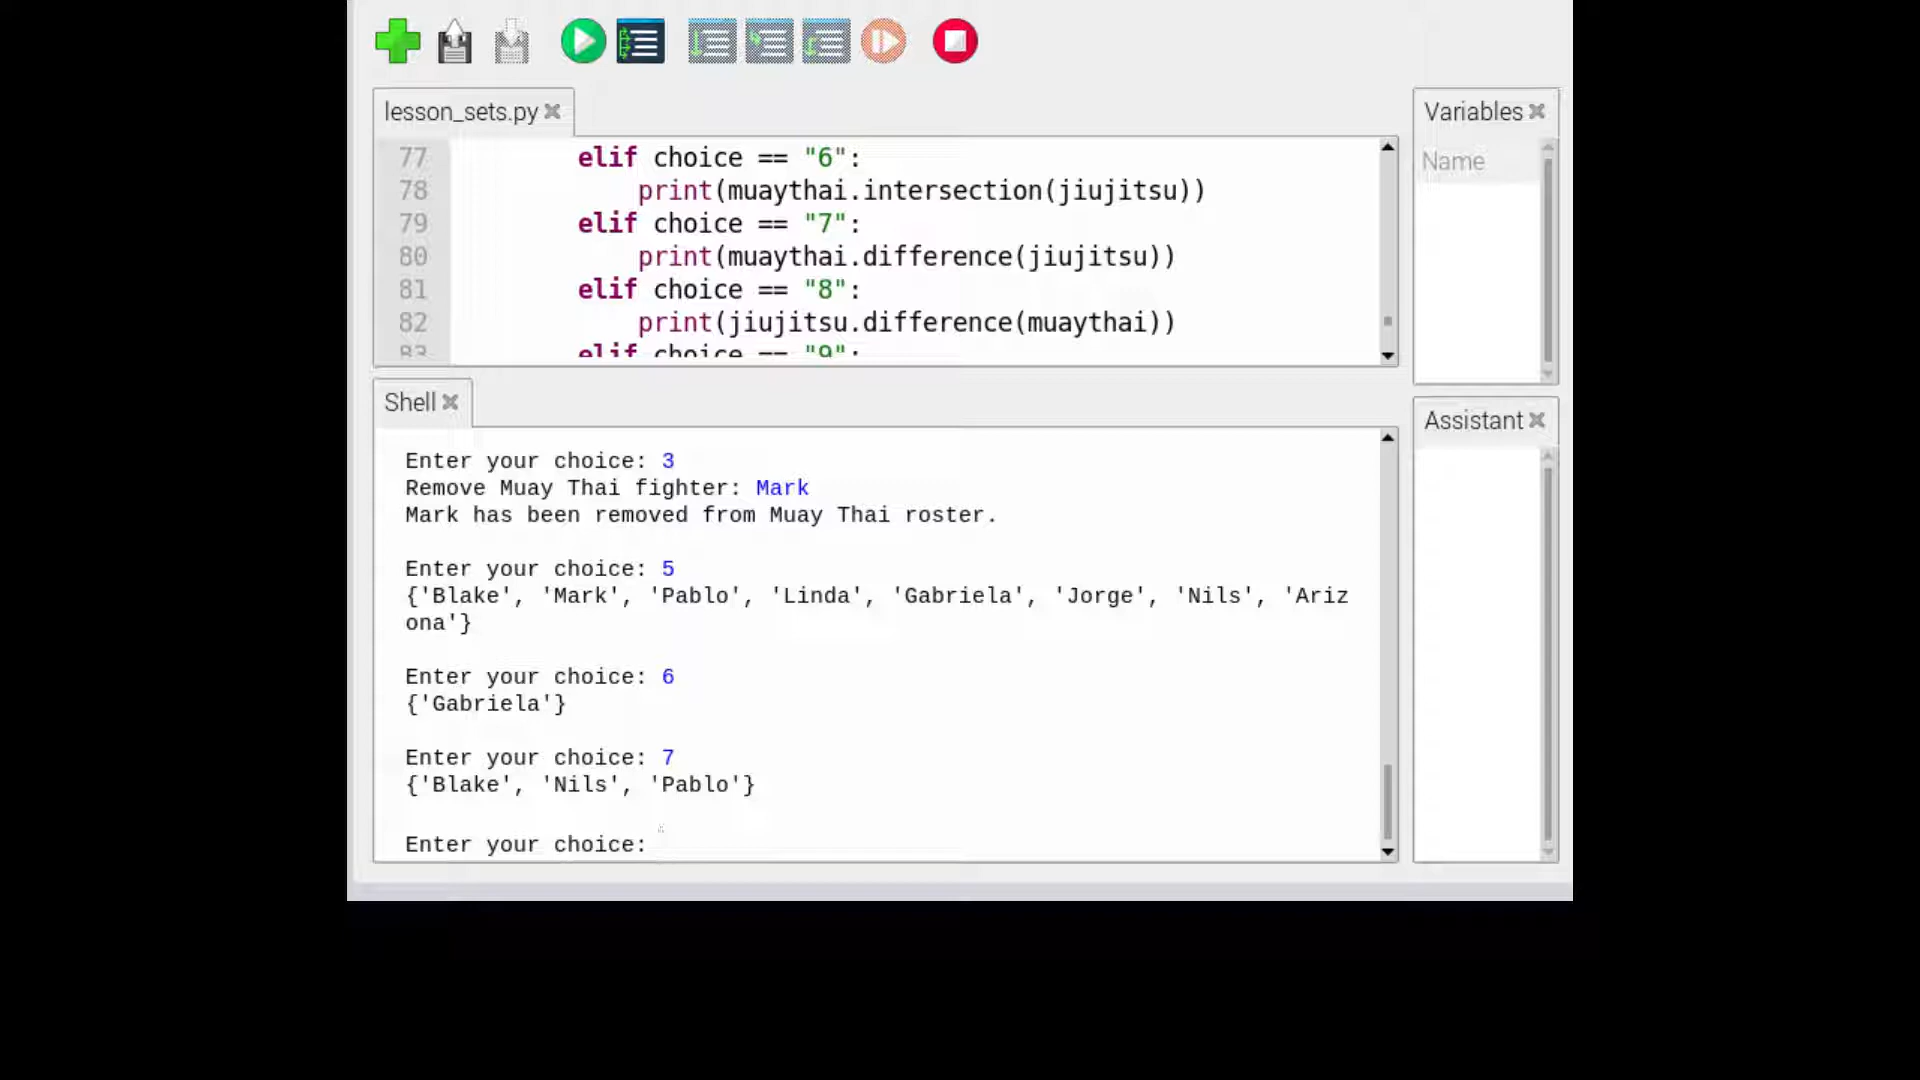 lesson_sets.py
Variables
77 elif choice == "6":
Name
78 print(muaythai.intersection(jiujitsu))
79 elif choice == "7":
80 print(muaythai.difference(jiujitsu))
81 elif choice == "8":
82 print(jiujitsu.difference(muaythai))
83 elif choice == "9":
Shell
Assistant
Enter your choice: 3
Remove Muay Thai fighter: Mark
Mark has been removed from Muay Thai roster.
Enter your choice: 5
{'Blake', 'Mark', 'Pablo', 'Linda', 'Gabriela', 'Jorge', 'Nils', 'Ariz
ona'}
Enter your choice: 6
{'Gabriela'}
Enter your choice: 7
{'Blake', 'Nils', 'Pablo'}
Enter your choice: